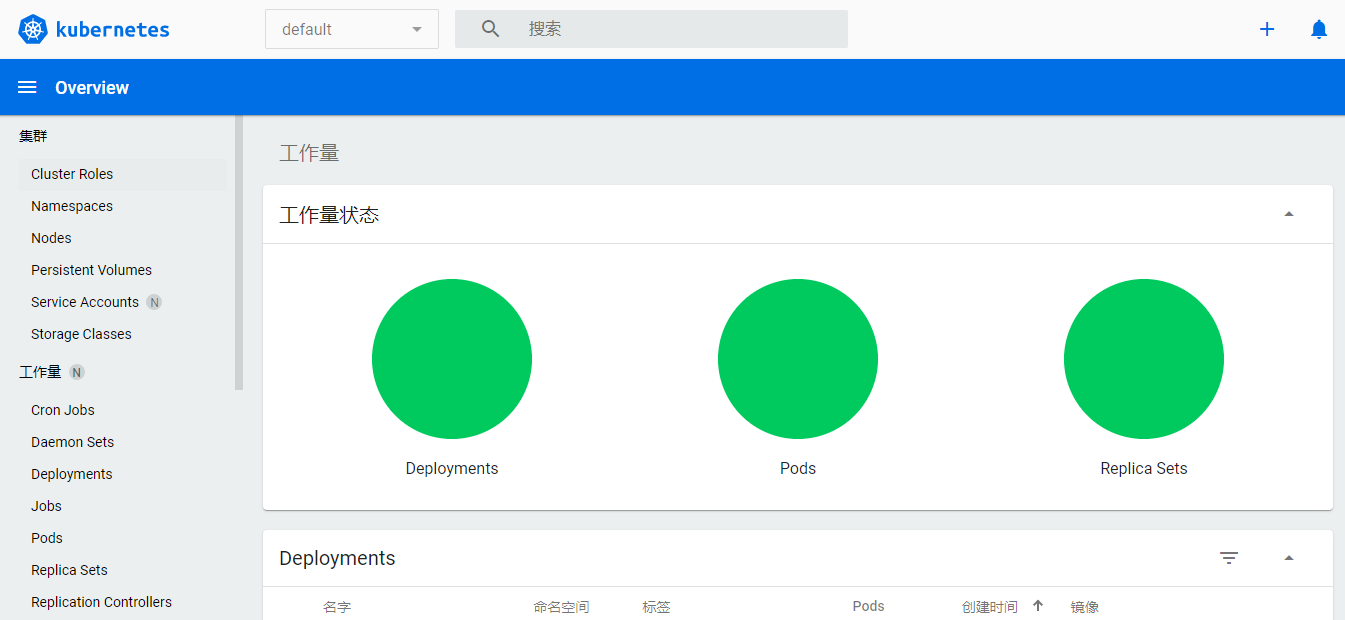 kubernetes
default
搜索
Overview
集群
Cluster Roles
Namespaces
Nodes
Persistent Volumes
Service Accounts N
Storage Classes
工作量 N
Cron Jobs
Daemon Sets
Deployments
Jobs
Pods
Replica Sets
Replication Controllers
工作量
工作量状态
Deployments Pods Replica Sets
Deployments
名字 命名空间 标签 Pods 创建时间 镜像